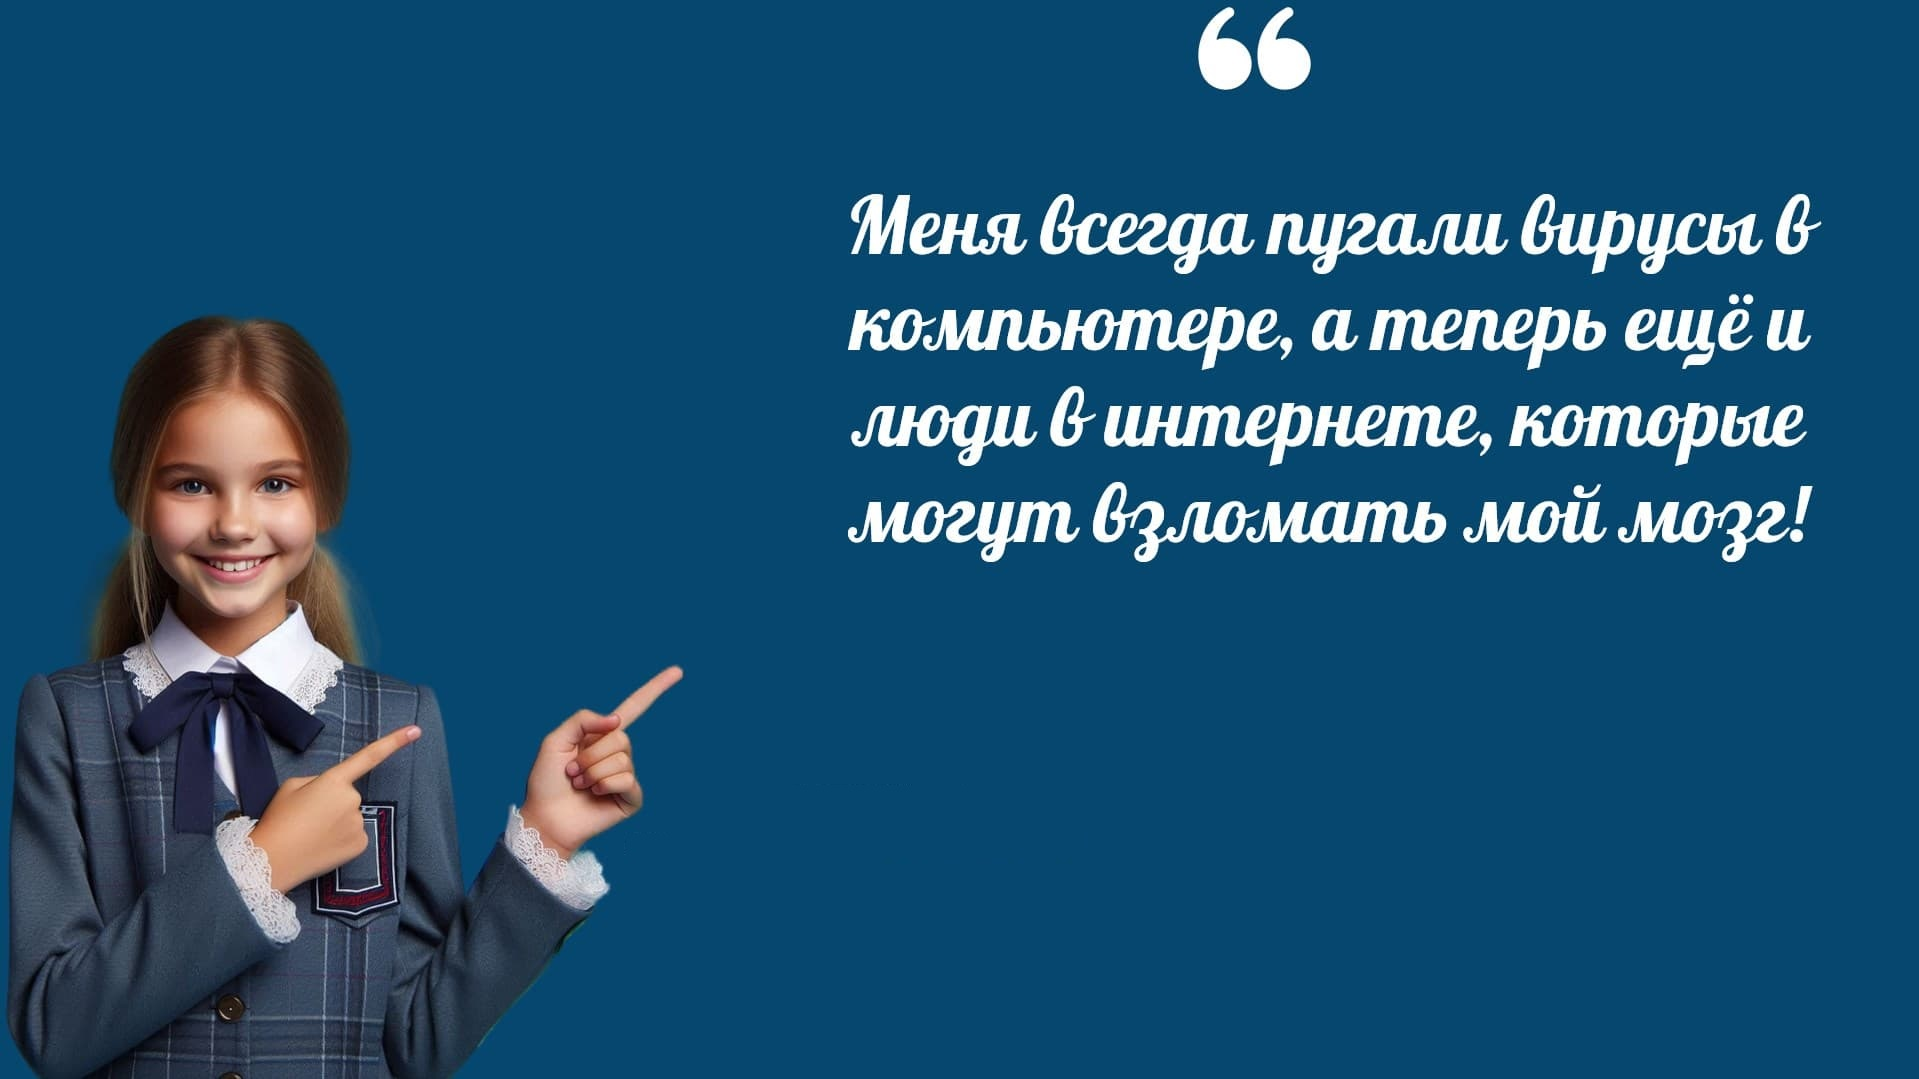 “
Меня всегда пугали вирусы в
компьютере, а теперь ещё и
люди в интернете, которые
могут взломать мой мозг!